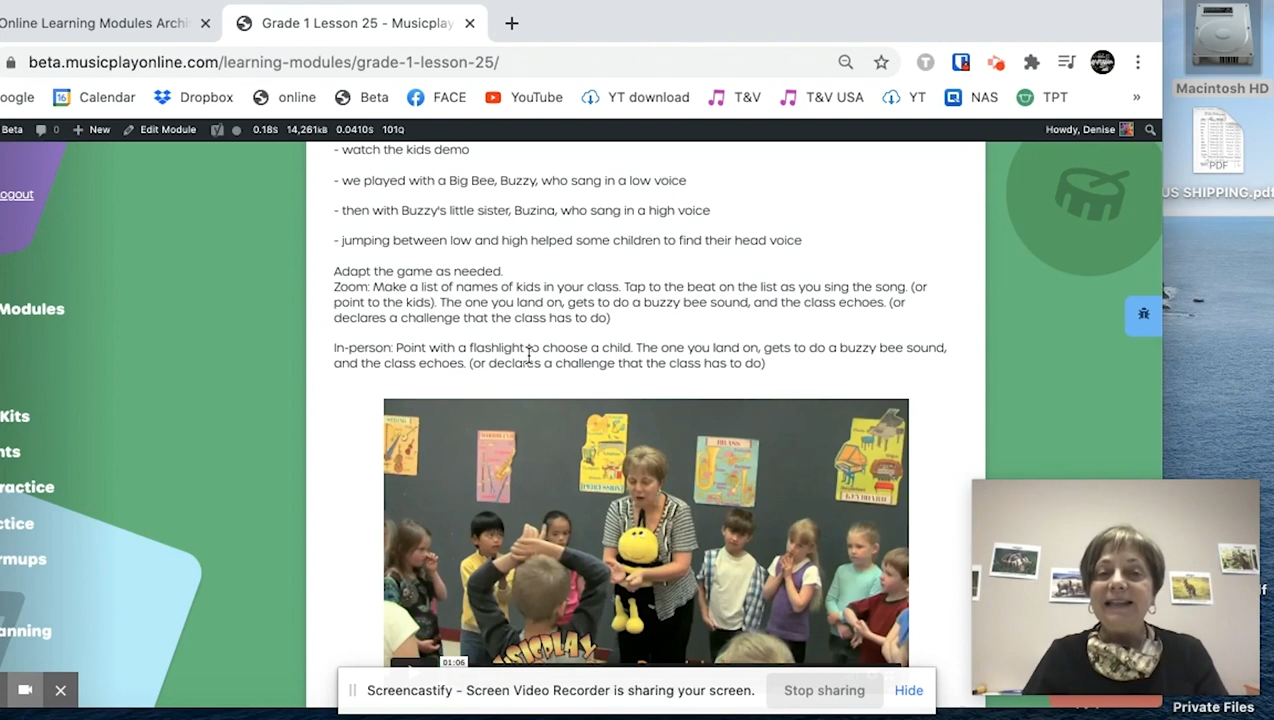 Online Learning Modules Archi
Grade 1 Lesson 25 - Musicplay
beta.musicplayonline.com/learning-modules/grade-1-lesson-25/
Macintosh HD
oogle
16
Calendar
Dropbox
online
Beta
FACE
YouTube
YT download
T&V
T&V USA
YT
NAS
TPT
»
Beta
0
New
Edit Module
0.18s 14,261kB 0.0410s 101Q
Howdy, Denise
PDF
US SHIPPING.pdf
ogout
- watch the kids demo
- we played with a Big Bee, Buzzy, who sang in a low voice
- then with Buzzy's little sister, Buzina, who sang in a high voice
- jumping between low and high helped some children to find their head voice
Adapt the game as needed.
Zoom: Make a list of names of kids in your class. Tap to the beat on the list as you sing the song. (or
point to the kids). The one you land on, gets to do a buzzy bee sound, and the class echoes. (or
declares a challenge that the class has to do)
In-person: Point with a flashlight to choose a child. The one you land on, gets to do a buzzy bee sound,
and the class echoes. (or declares a challenge that the class has to do)
Modules
Kits
nts
ractice
ctice
rmups
anning
BRASS
PERCUSSION
KEYBOARD
01:06
Screencastify - Screen Video Recorder is sharing your screen.
Stop sharing
Hide
Private Files